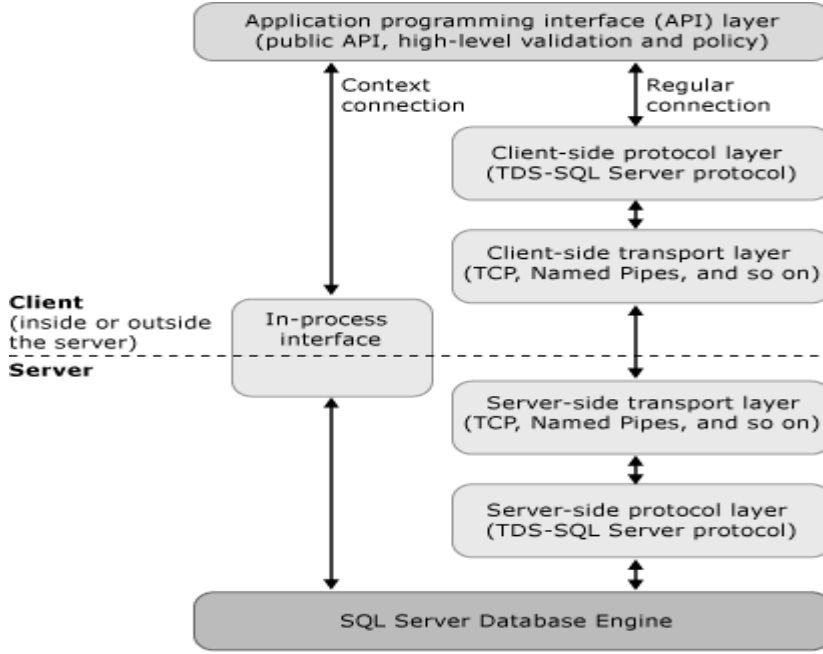 Application programming interface (API) layer
(public API, high-level validation and policy)
Context
connection
Regular
connection
Client-side protocol layer
(TDS-SQL Server protocol)
Client-side transport layer
(TCP, Named Pipes, and so on)
Client
(inside or outside
the server)
In-process
interface
Server
Server-side transport layer
(TCP, Named Pipes, and so on)
Server-side protocol layer
(TDS-SQL Server protocol)
SQL Server Database Engine